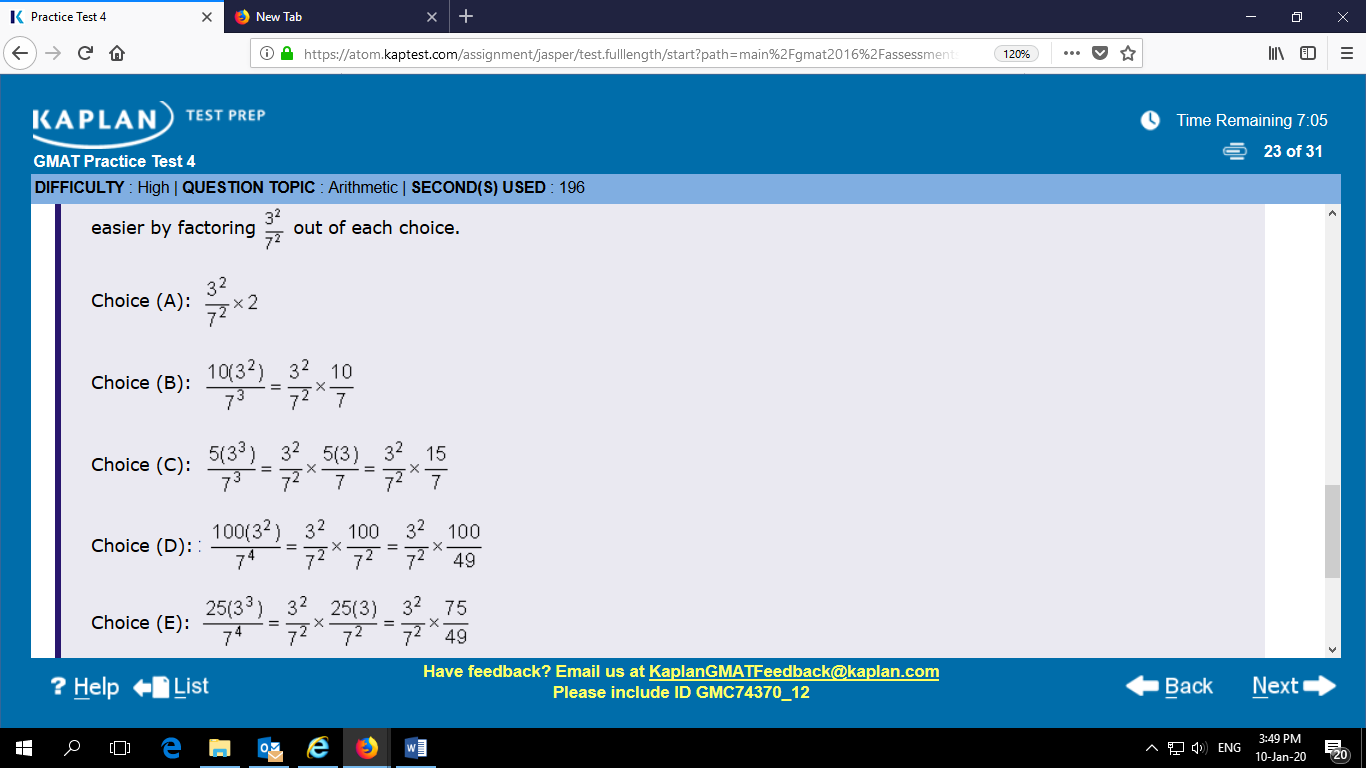 Practice Test 4
New Tab
https://atom.kaptest.com/assignment/jasper/test.fulllength/start?path=main%2Fgmat2016%2Fassessment
120%
KAPLAN TEST PREP
Time Remaining 7:05
GMAT Practice Test 4
23 of 31
DIFFICULTY : High | QUESTION TOPIC : Arithmetic | SECOND(S) USED : 196
easier by factoring 3²/7² out of each choice.
Choice (A): 3²/7² × 2
Choice (B): 10(3²)/7³ = 3²/7² × 10/7
Choice (C): 5(3³)/7³ = 3²/7² × 5(3)/7 = 3²/7² × 15/7
Choice (D): : 100(3²)/7⁴ = 3²/7² × 100/7² = 3²/7² × 100/49
Choice (E): 25(3³)/7⁴ = 3²/7² × 25(3)/7² = 3²/7² × 75/49
Have feedback? Email us at KaplanGMATFeedback@kaplan.com
Please include ID GMC74370_12
? Help List
Back Next
3:49 PM
ENG
10-Jan-20
20